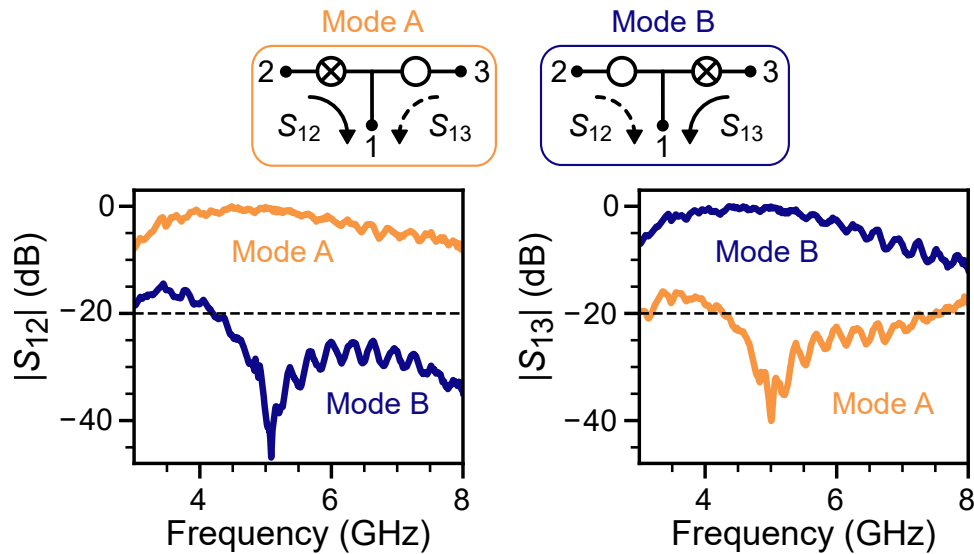 Mode A
Mode B
2 3
S12 S13
1
2 3
S12 S13
1
|S12| (dB)
0
−20
−40
Mode A
Mode B
4 6 8
Frequency (GHz)
|S13| (dB)
0
−20
−40
Mode B
Mode A
4 6 8
Frequency (GHz)